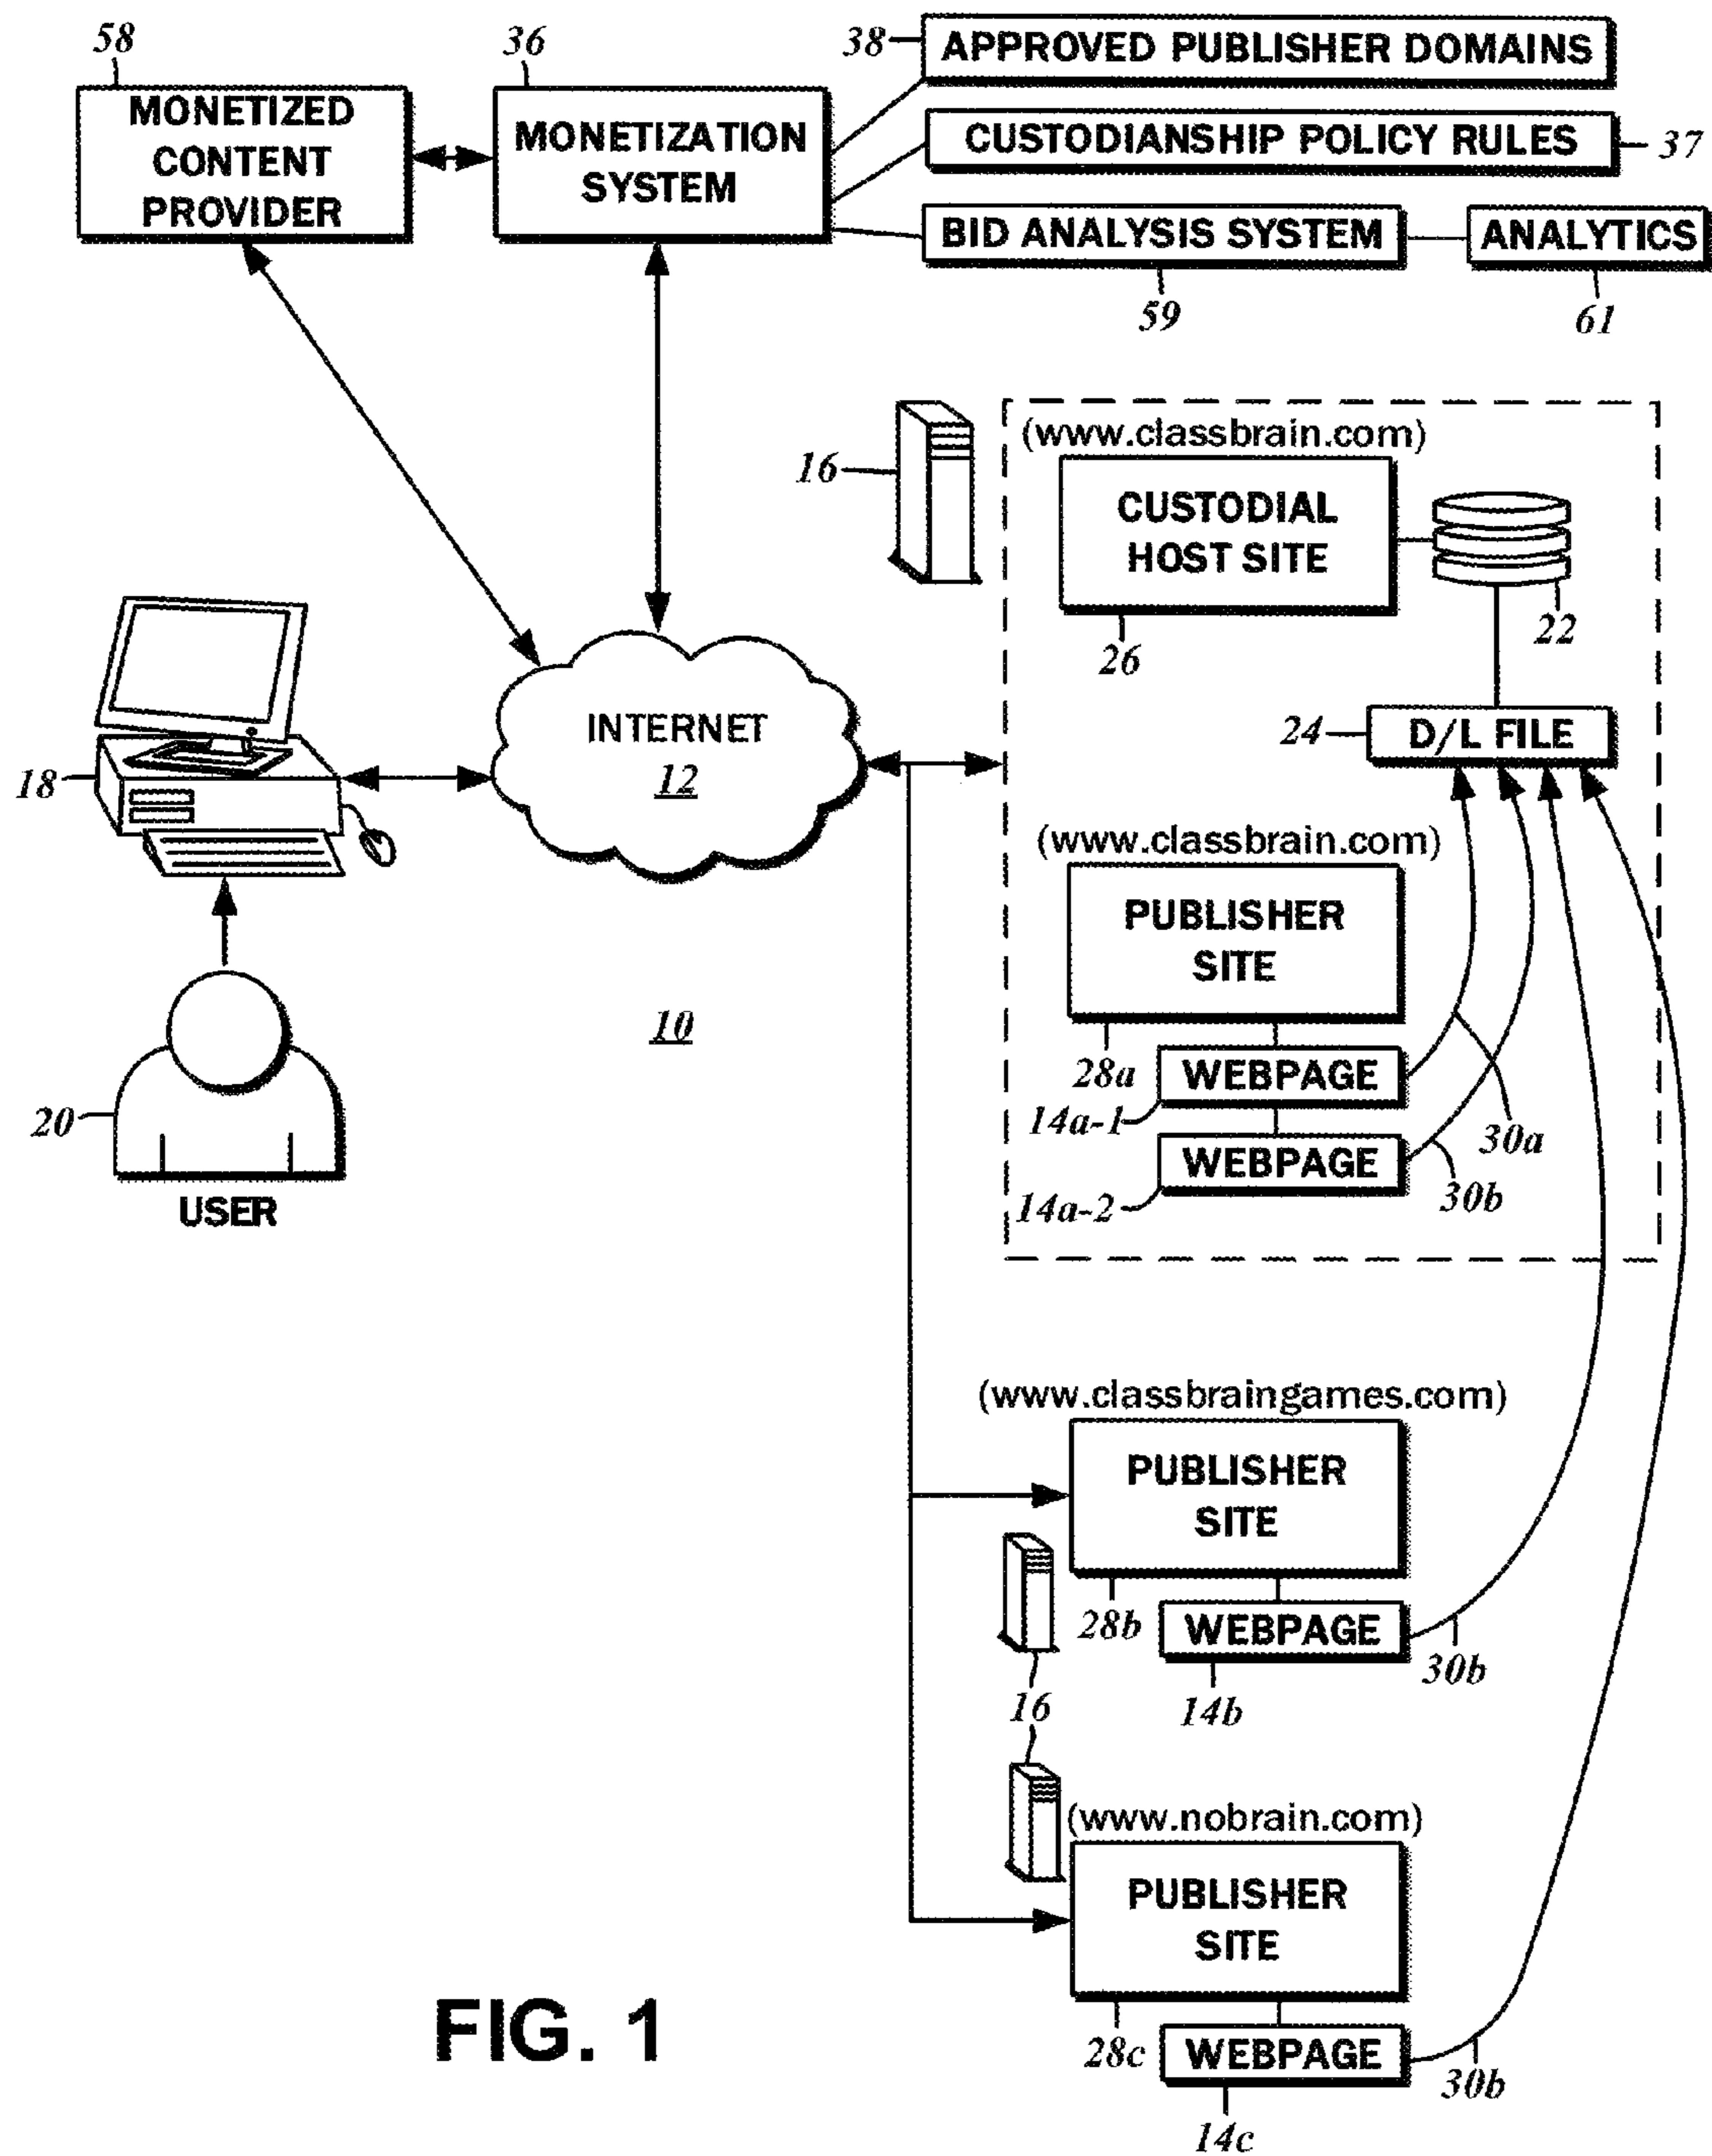 58
36
38
APPROVED PUBLISHER DOMAINS
MONETIZED
CONTENT
PROVIDER
MONETIZATION
SYSTEM
CUSTODIANSHIP POLICY RULES
37
BID ANALYSIS SYSTEM
ANALYTICS
59
61
16
(www.classbrain.com)
CUSTODIAL
HOST SITE
26
22
INTERNET
12
24
D/L FILE
18
(www.classbrain.com)
PUBLISHER
SITE
10
28a
WEBPAGE
14a-1
30a
WEBPAGE
14a-2
30b
20
USER
(www.classbraingames.com)
PUBLISHER
SITE
28b
WEBPAGE
30b
14b
16
(www.nobrain.com)
PUBLISHER
SITE
28c
WEBPAGE
30b
14c
FIG. 1